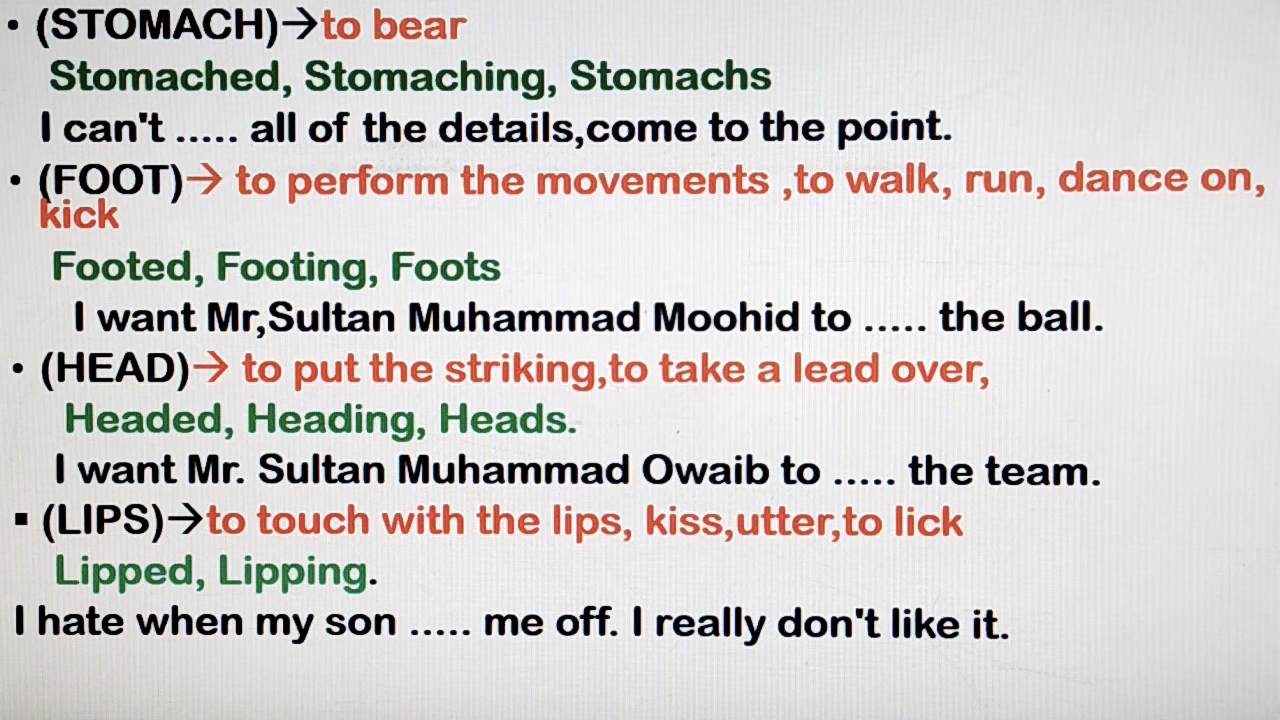 • (STOMACH)→to bear
Stomached, Stomaching, Stomachs
I can't ..... all of the details,come to the point.
• (FOOT)→ to perform the movements ,to walk, run, dance on,
kick
Footed, Footing, Foots
I want Mr,Sultan Muhammad Moohid to ..... the ball.
• (HEAD)→ to put the striking,to take a lead over,
Headed, Heading, Heads.
I want Mr. Sultan Muhammad Owaib to ..... the team.
▪ (LIPS)→to touch with the lips, kiss,utter,to lick
Lipped, Lipping.
I hate when my son ..... me off. I really don't like it.